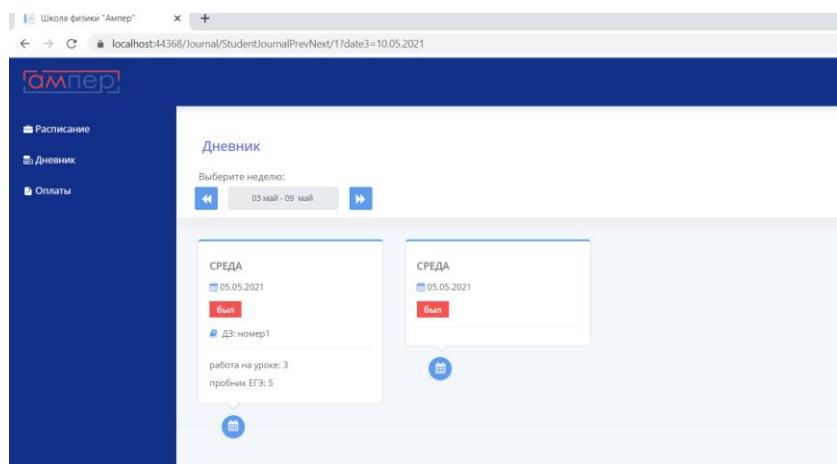 Школа физики "Ампер"
localhost:44368/Journal/StudentJournalPrevNext/1?date3=10.05.2021
ампер
Расписание
Дневник
Оплаты
Дневник
Выберите неделю:
03 май - 09 май
СРЕДА
05.05.2021
был
ДЗ: номер1
работа на уроке: 3
пробник ЕГЭ: 5
СРЕДА
05.05.2021
был